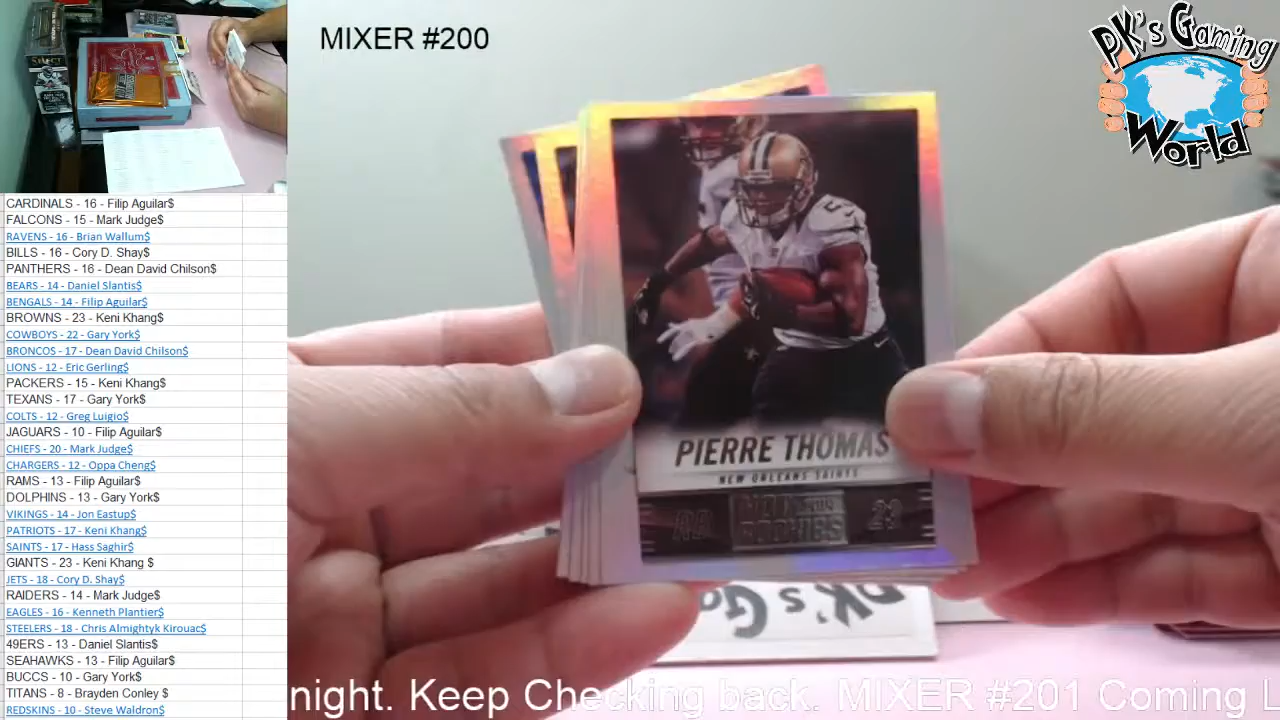 MIXER #200
PK's Gaming
World
CARDINALS - 16 - Filip Aguilar$
FALCONS - 15 - Mark Judge$
RAVENS - 16 - Brian Wallum$
BILLS - 16 - Cory D. Shay$
PANTHERS - 16 - Dean David Chilson$
BEARS - 14 - Daniel Slantis$
BENGALS - 14 - Filip Aguilar$
BROWNS - 23 - Keni Khang$
COWBOYS - 22 - Gary York$
BRONCOS - 17 - Dean David Chilson$
LIONS - 12 - Eric Gerling$
PACKERS - 15 - Keni Khang$
TEXANS - 17 - Gary York$
COLTS - 12 - Greg Luigio$
JAGUARS - 10 - Filip Aguilar$
CHIEFS - 20 - Mark Judge$
CHARGERS - 12 - Oppa Cheng$
RAMS - 13 - Filip Aguilar$
DOLPHINS - 13 - Gary York$
VIKINGS - 14 - Jon Eastup$
PATRIOTS - 17 - Keni Khang$
SAINTS - 17 - Hass Saghir$
GIANTS - 23 - Keni Khang $
JETS - 18 - Cory D. Shay$
RAIDERS - 14 - Mark Judge$
EAGLES - 16 - Kenneth Plantier$
STEELERS - 18 - Chris Almightyk Kirouac$
49ERS - 13 - Daniel Slantis$
SEAHAWKS - 13 - Filip Aguilar$
BUCCS - 10 - Gary York$
TITANS - 8 - Brayden Conley $
REDSKINS - 10 - Steve Waldron$
PIERRE THOMAS
NEW ORLEANS SAINTS
RB
23
PK's Ga
night. Keep Checking back. MIXER #201 Coming L